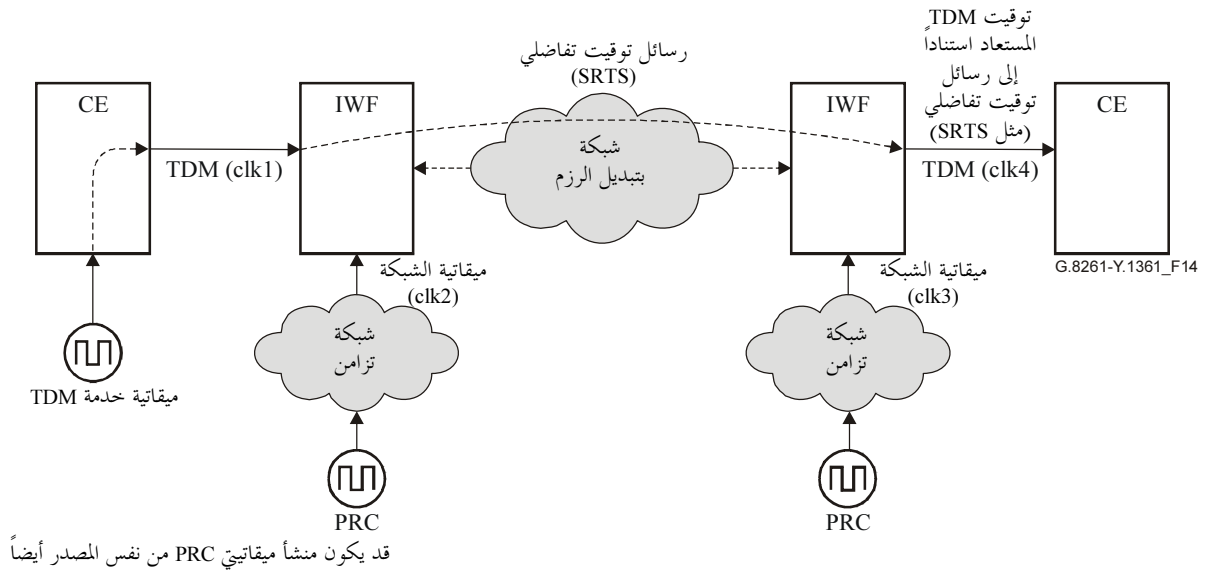 توقيت TDM
المستعاد استناداً
إلى رسائل
توقيت تفاضلي
(مثل SRTS)
رسائل توقيت تفاضلي
(SRTS)
CE
IWF
IWF
CE
شبكة
بتبديل الرزم
TDM (clk1)
TDM (clk4)
G.8261-Y.1361_F14
ميقاتية الشبكة
(clk2)
ميقاتية الشبكة
(clk3)
شبكة
تزامن
شبكة
تزامن
ميقاتية خدمة TDM
PRC
PRC
قد يكون منشأ ميقاتيتي PRC من نفس المصدر أيضاً